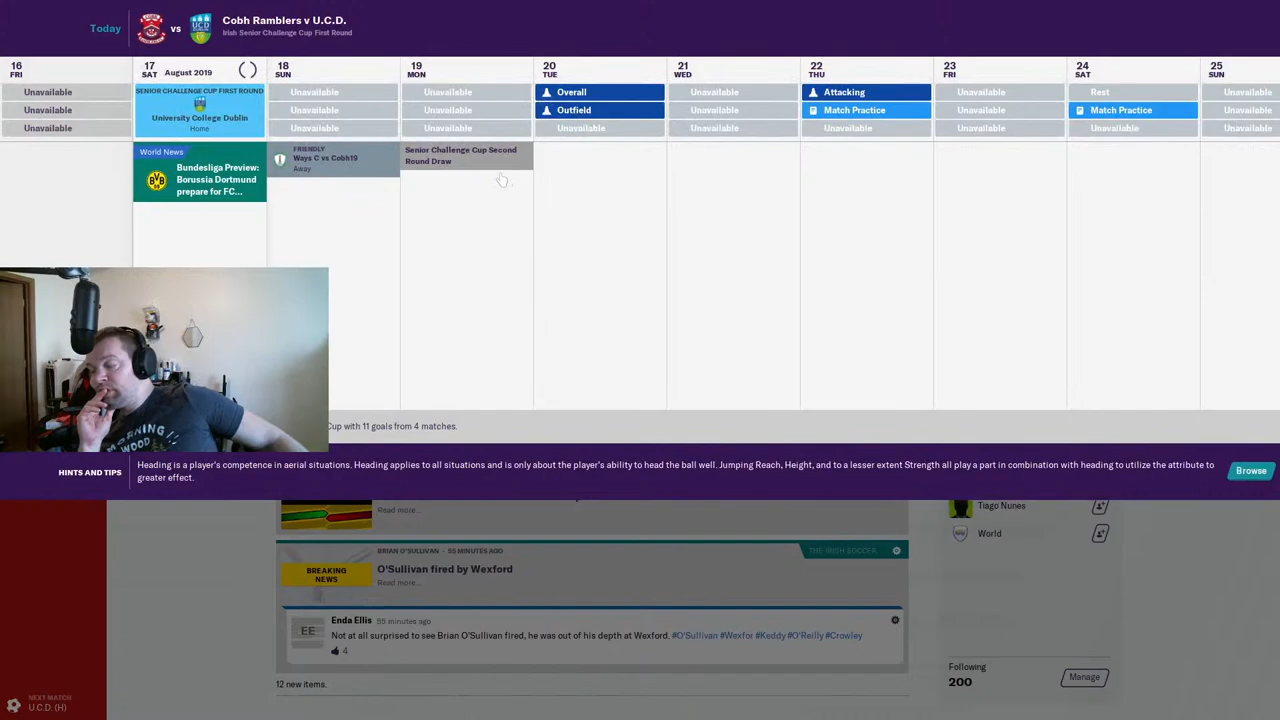 Today
vs
Cobh Ramblers v U.C.D.
Irish Senior Challenge Cup First Round
16
FRI
17
SAT
August 2019
18
SUN
19
MON
20
TUE
21
WED
22
THU
23
FRI
24
SAT
25
SUN
Unavailable
Unavailable
Unavailable
SENIOR CHALLENGE CUP FIRST ROUND
University College Dublin
Home
World News
Bundesliga Preview:
Borussia Dortmund
prepare for FC...
Unavailable
Unavailable
Unavailable
FRIENDLY
Ways C vs Cobh19
Away
Unavailable
Unavailable
Unavailable
Senior Challenge Cup Second
Round Draw
Overall
Outfield
Unavailable
Unavailable
Unavailable
Unavailable
Attacking
Match Practice
Unavailable
Unavailable
Unavailable
Unavailable
Rest
Match Practice
Unavailable
Unavailable
Unavailable
Unavailable
MORNING
WOOD
Cup with 11 goals from 4 matches.
HINTS AND TIPS
Heading is a player's competence in aerial situations. Heading applies to all situations and is only about the player's ability to head the ball well. Jumping Reach, Height, and to a lesser extent Strength all play a part in combination with heading to utilize the attribute to
greater effect.
Browse
Read more...
Tiago Nunes
World
BRIAN O'SULLIVAN - 55 MINUTES AGO
THE IRISH SOCCER
BREAKING
NEWS
O'Sullivan fired by Wexford
Read more...
EE
Enda Ellis
55 minutes ago
Not at all surprised to see Brian O'Sullivan fired, he was out of his depth at Wexford. #O'Sullivan #Wexfor #Keddy #O'Reilly #Crowley
4
12 new items.
Following
200
Manage
NEXT MATCH
U.C.D. (H)